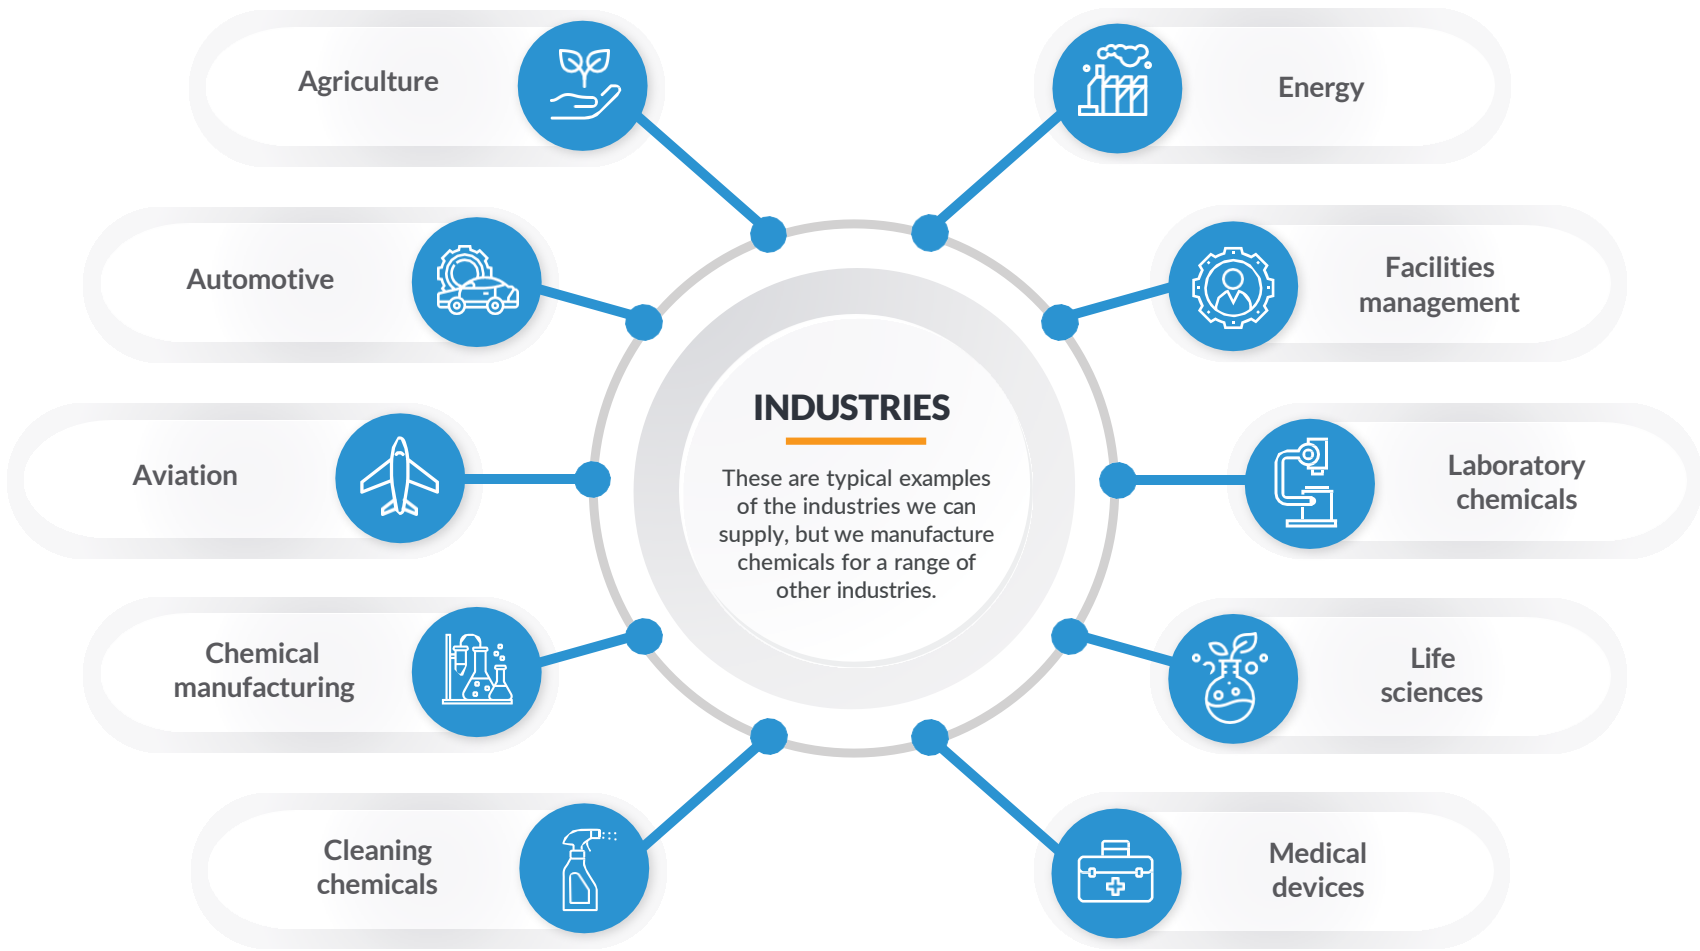 Agriculture
Automotive
Aviation
Chemical
manufacturing
Cleaning
chemicals
INDUSTRIES
These are typical examples
of the industries we can
supply, but we manufacture
chemicals for a range of
other industries.
Energy
Facilities
management
Laboratory
chemicals
Life
sciences
Medical
devices